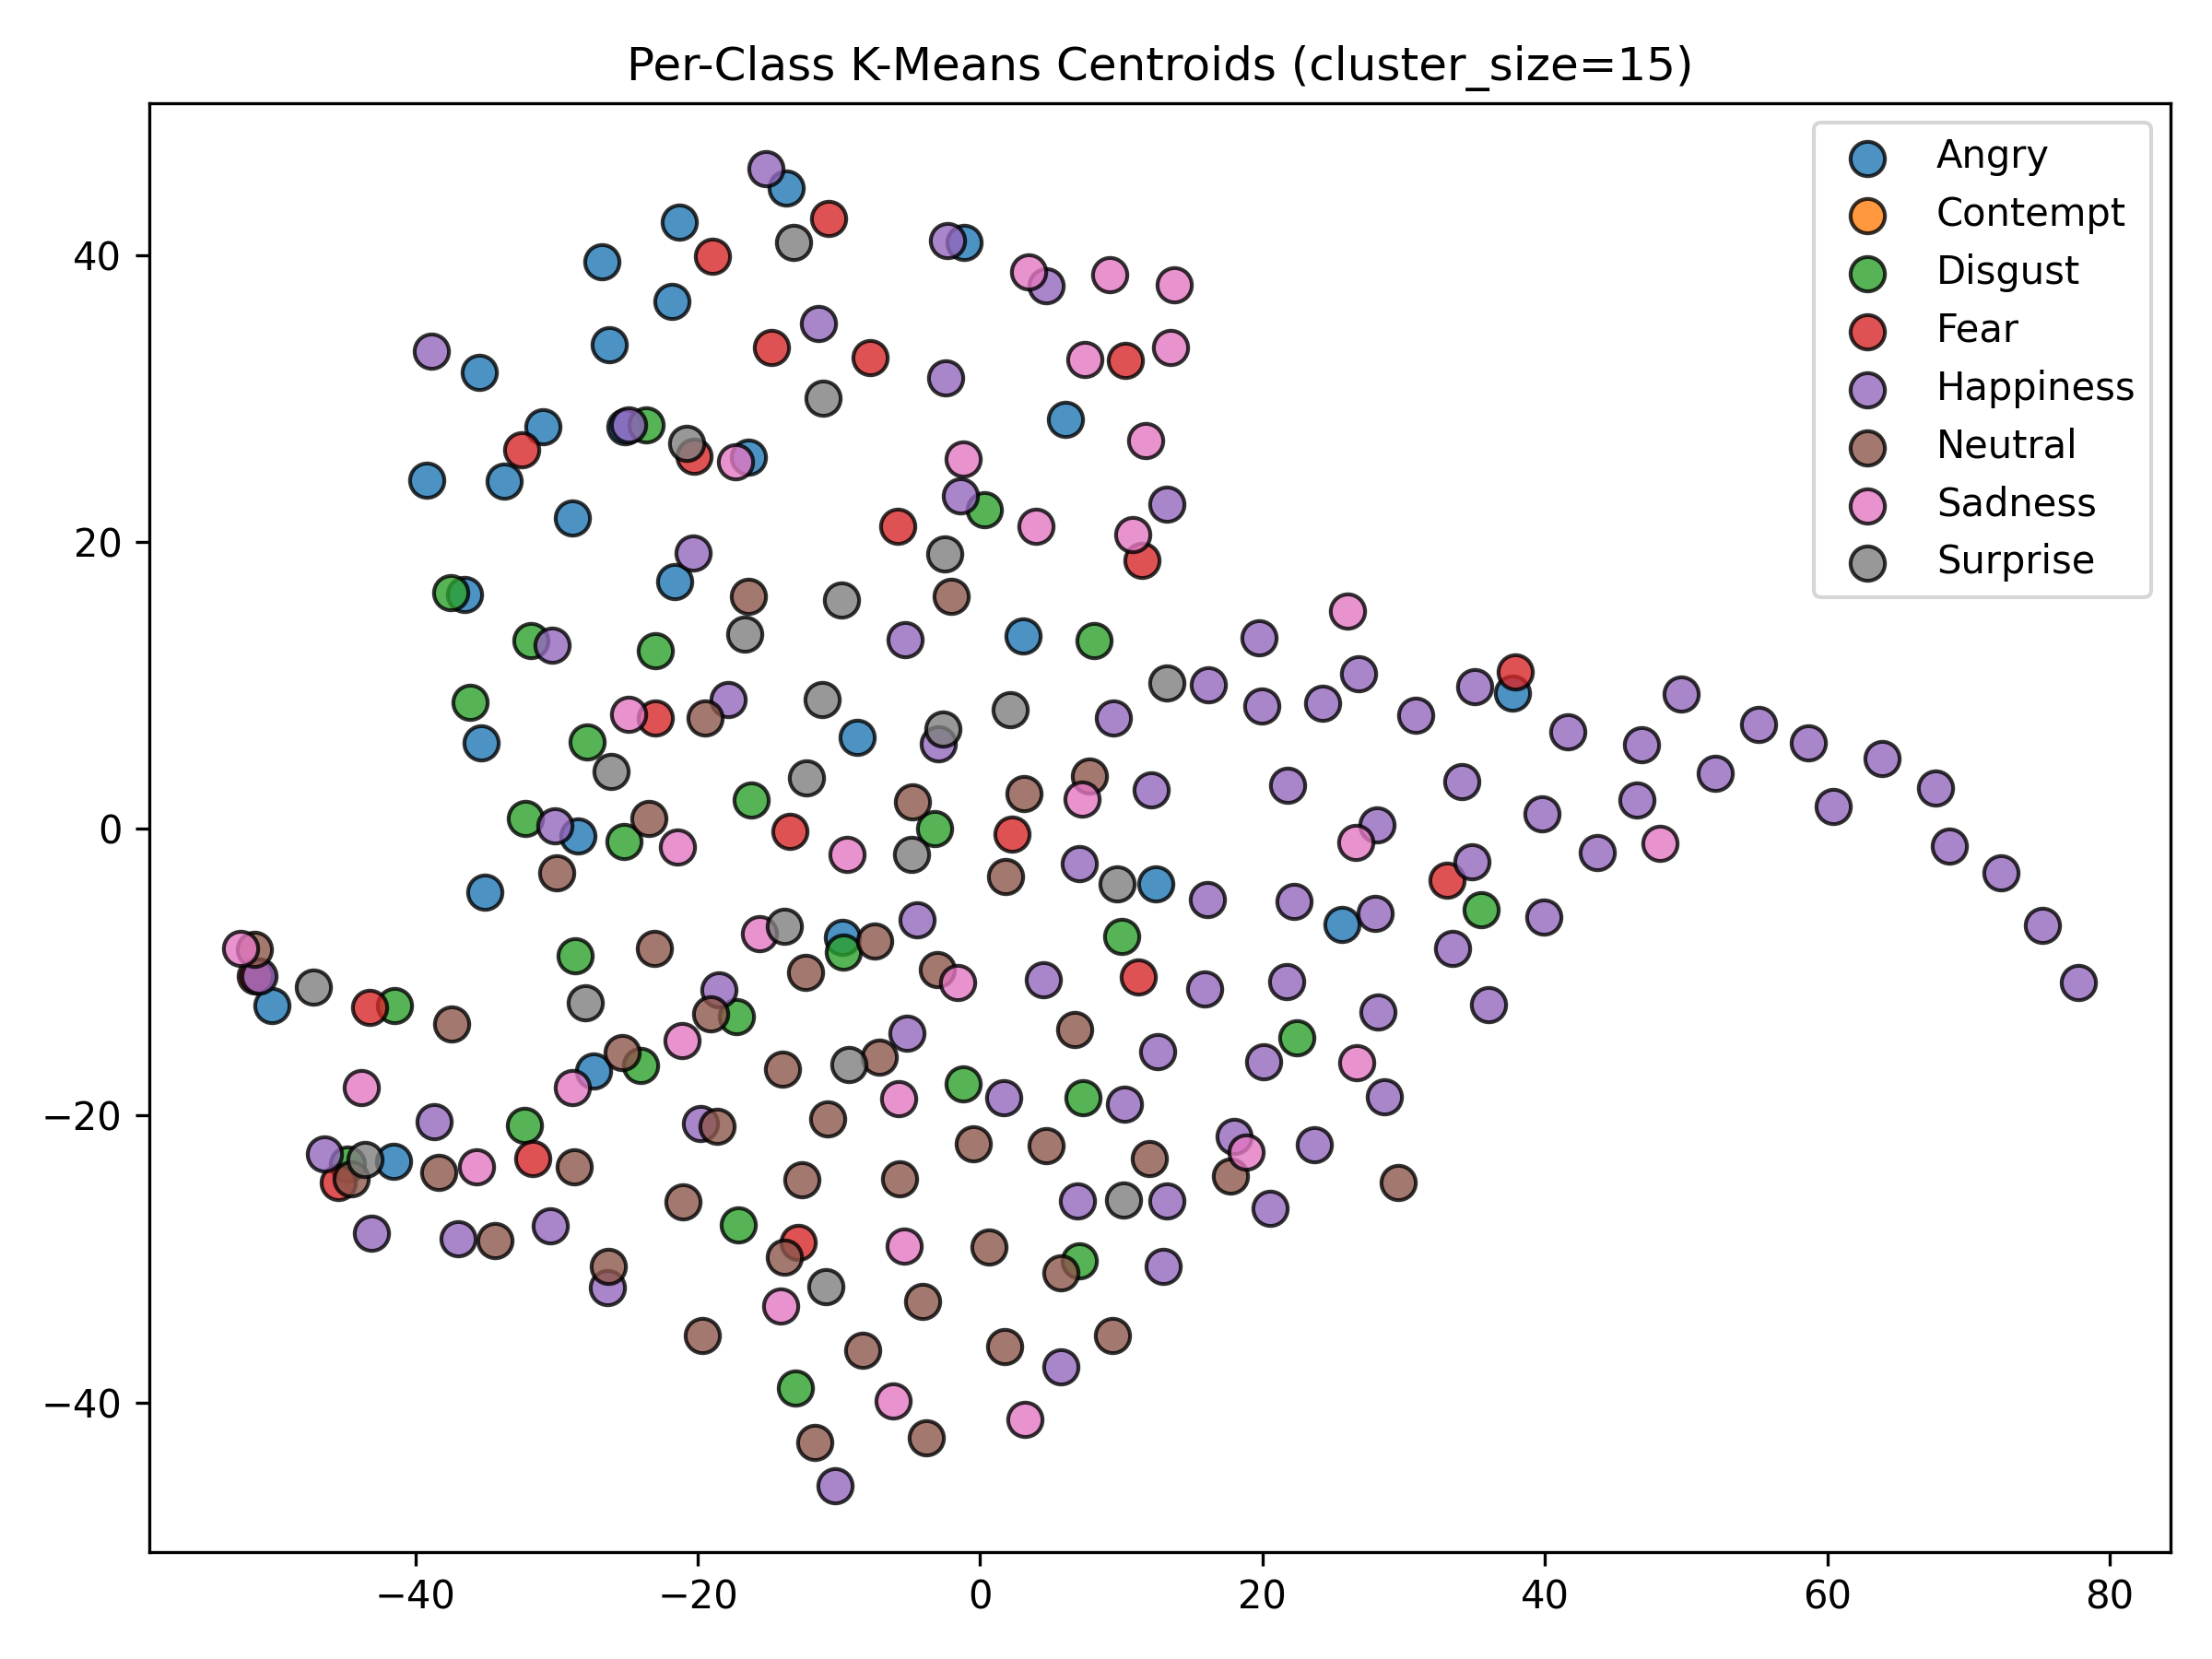 Per-Class K-Means Centroids (cluster_size=15)
Angry
Contempt
Disgust
Fear
Happiness
Neutral
Sadness
Surprise
40
20
0
−20
−40
−40 −20 0 20 40 60 80